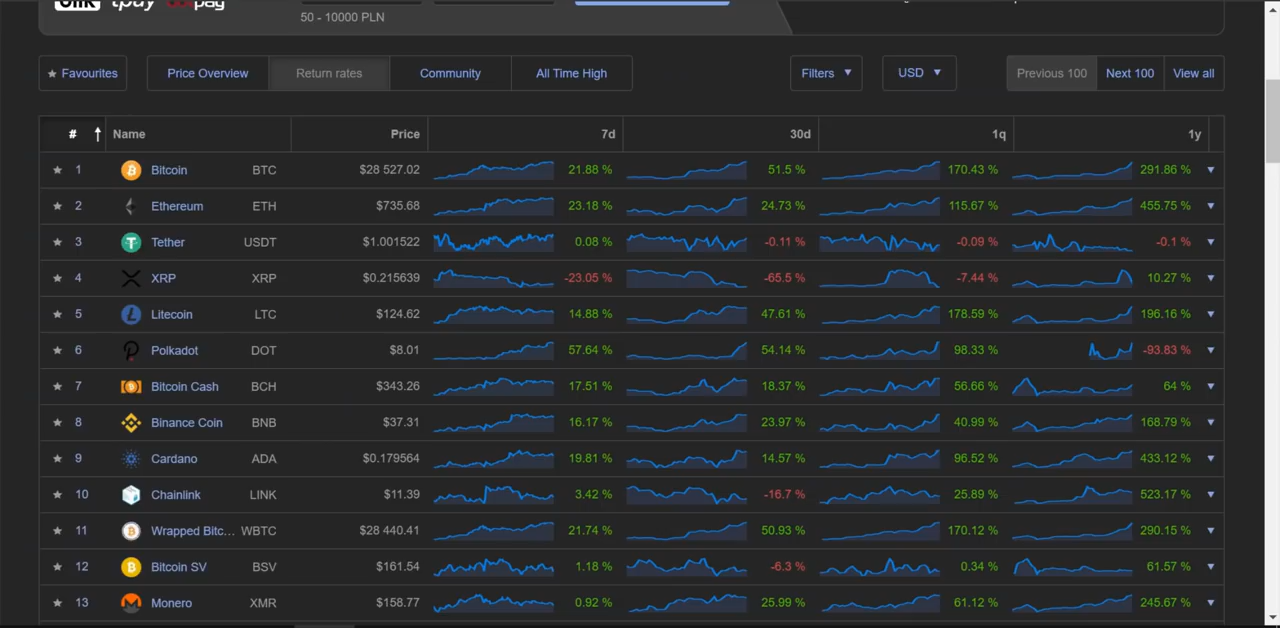 blik tpay pay
50 - 10000 PLN
★ Favourites Price Overview Return rates Community All Time High Filters ▼ USD ▼ Previous 100 Next 100 View all
# ↑ Name Price 7d 30d 1q 1y
1 Bitcoin BTC $28 527.02 21.88 % 51.5 % 170.43 % 291.86 %
2 Ethereum ETH $735.68 23.18 % 24.73 % 115.67 % 455.75 %
3 Tether USDT $1.001522 0.08 % -0.11 % -0.09 % -0.1 %
4 XRP XRP $0.215639 -23.05 % -65.5 % -7.44 % 10.27 %
5 Litecoin LTC $124.62 14.88 % 47.61 % 178.59 % 196.16 %
6 Polkadot DOT $8.01 57.64 % 54.14 % 98.33 % -93.83 %
7 Bitcoin Cash BCH $343.26 17.51 % 18.37 % 56.66 % 64 %
8 Binance Coin BNB $37.31 16.17 % 23.97 % 40.99 % 168.79 %
9 Cardano ADA $0.179564 19.81 % 14.57 % 96.52 % 433.12 %
10 Chainlink LINK $11.39 3.42 % -16.7 % 25.89 % 523.17 %
11 Wrapped Bitc... WBTC $28 440.41 21.74 % 50.93 % 170.12 % 290.15 %
12 Bitcoin SV BSV $161.54 1.18 % -6.3 % 0.34 % 61.57 %
13 Monero XMR $158.77 0.92 % 25.99 % 61.12 % 245.67 %